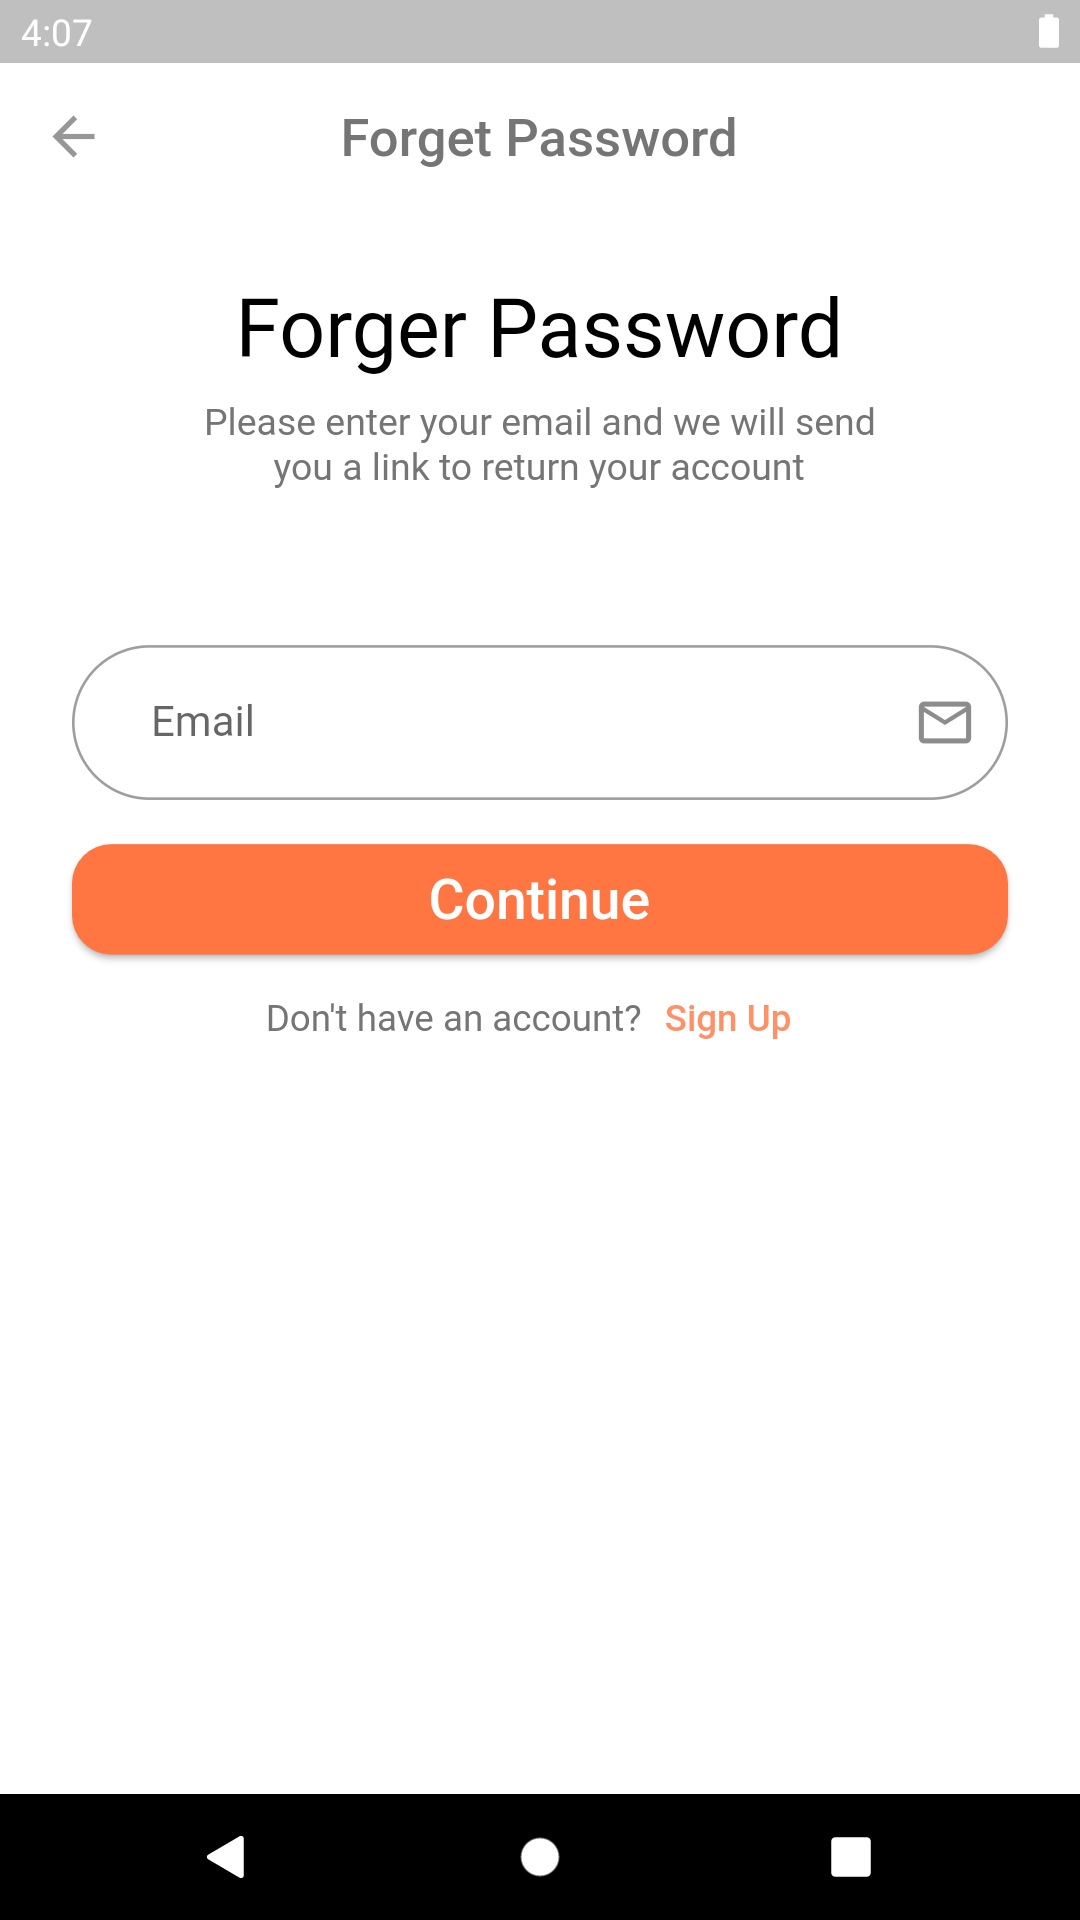 4:07
Forget Password
Forger Password
Please enter your email and we will send
you a link to return your account
Email
Continue
Don't have an account? Sign Up